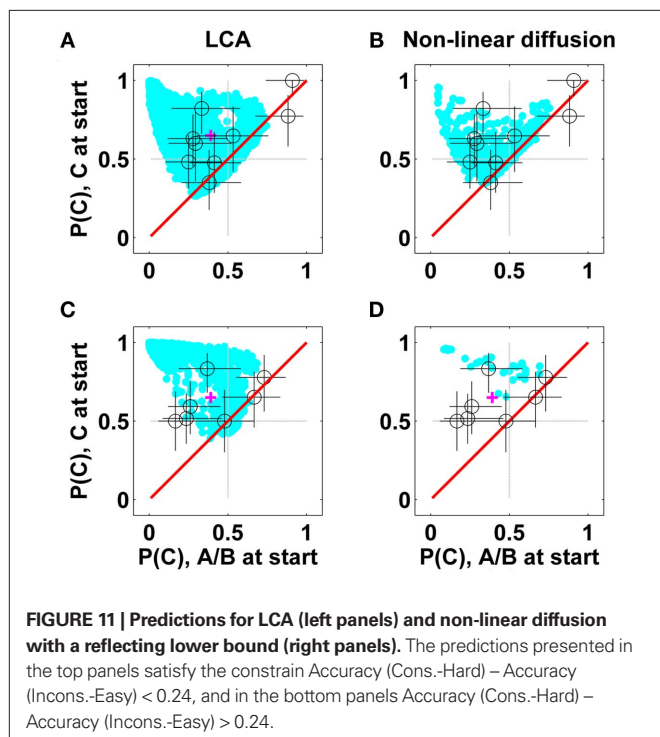 A LCA
B Non-linear diffusion
P(C), C at start
1
0.5
0
0 0.5 1
1
0.5
0
0 0.5 1
C
D
P(C), C at start
1
0.5
0
0 0.5 1
P(C), A/B at start
1
0.5
0
0 0.5 1
P(C), A/B at start
FIGURE 11 | Predictions for LCA (left panels) and non-linear diffusion
with a reflecting lower bound (right panels). The predictions presented in
the top panels satisfy the constrain Accuracy (Cons.-Hard) – Accuracy
(Incons.-Easy) < 0.24, and in the bottom panels Accuracy (Cons.-Hard) –
Accuracy (Incons.-Easy) > 0.24.